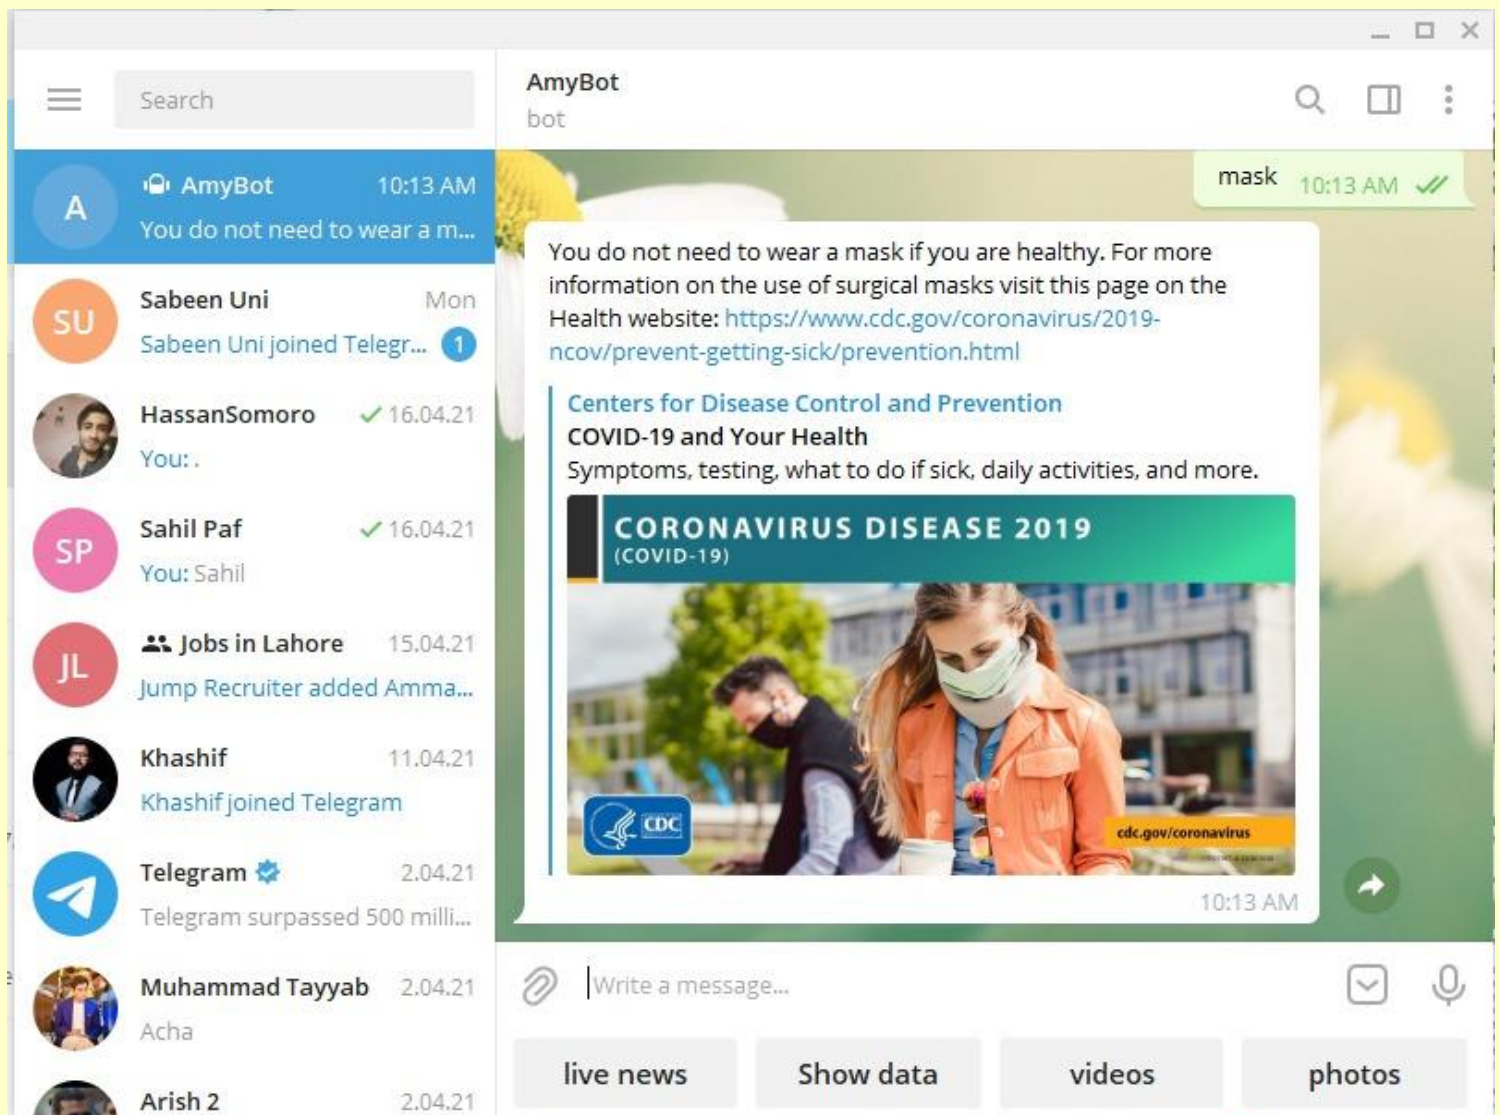 Search
A
AmyBot
10:13 AM
You do not need to wear a m...
SU
Sabeen Uni
Mon
Sabeen Uni joined Telegr...
1
HassanSomoro
16.04.21
You: .
SP
Sahil Paf
16.04.21
You: Sahil
JL
Jobs in Lahore
15.04.21
Jump Recruiter added Amma...
Khashif
11.04.21
Khashif joined Telegram
Telegram
2.04.21
Telegram surpassed 500 milli...
Muhammad Tayyab
2.04.21
Acha
Arish 2
2.04.21
AmyBot
bot
mask
10:13 AM
You do not need to wear a mask if you are healthy. For more
information on the use of surgical masks visit this page on the
Health website: https://www.cdc.gov/coronavirus/2019-
ncov/prevent-getting-sick/prevention.html
Centers for Disease Control and Prevention
COVID-19 and Your Health
Symptoms, testing, what to do if sick, daily activities, and more.
CORONAVIRUS DISEASE 2019
(COVID-19)
CDC
cdc.gov/coronavirus
10:13 AM
Write a message...
live news
Show data
videos
photos